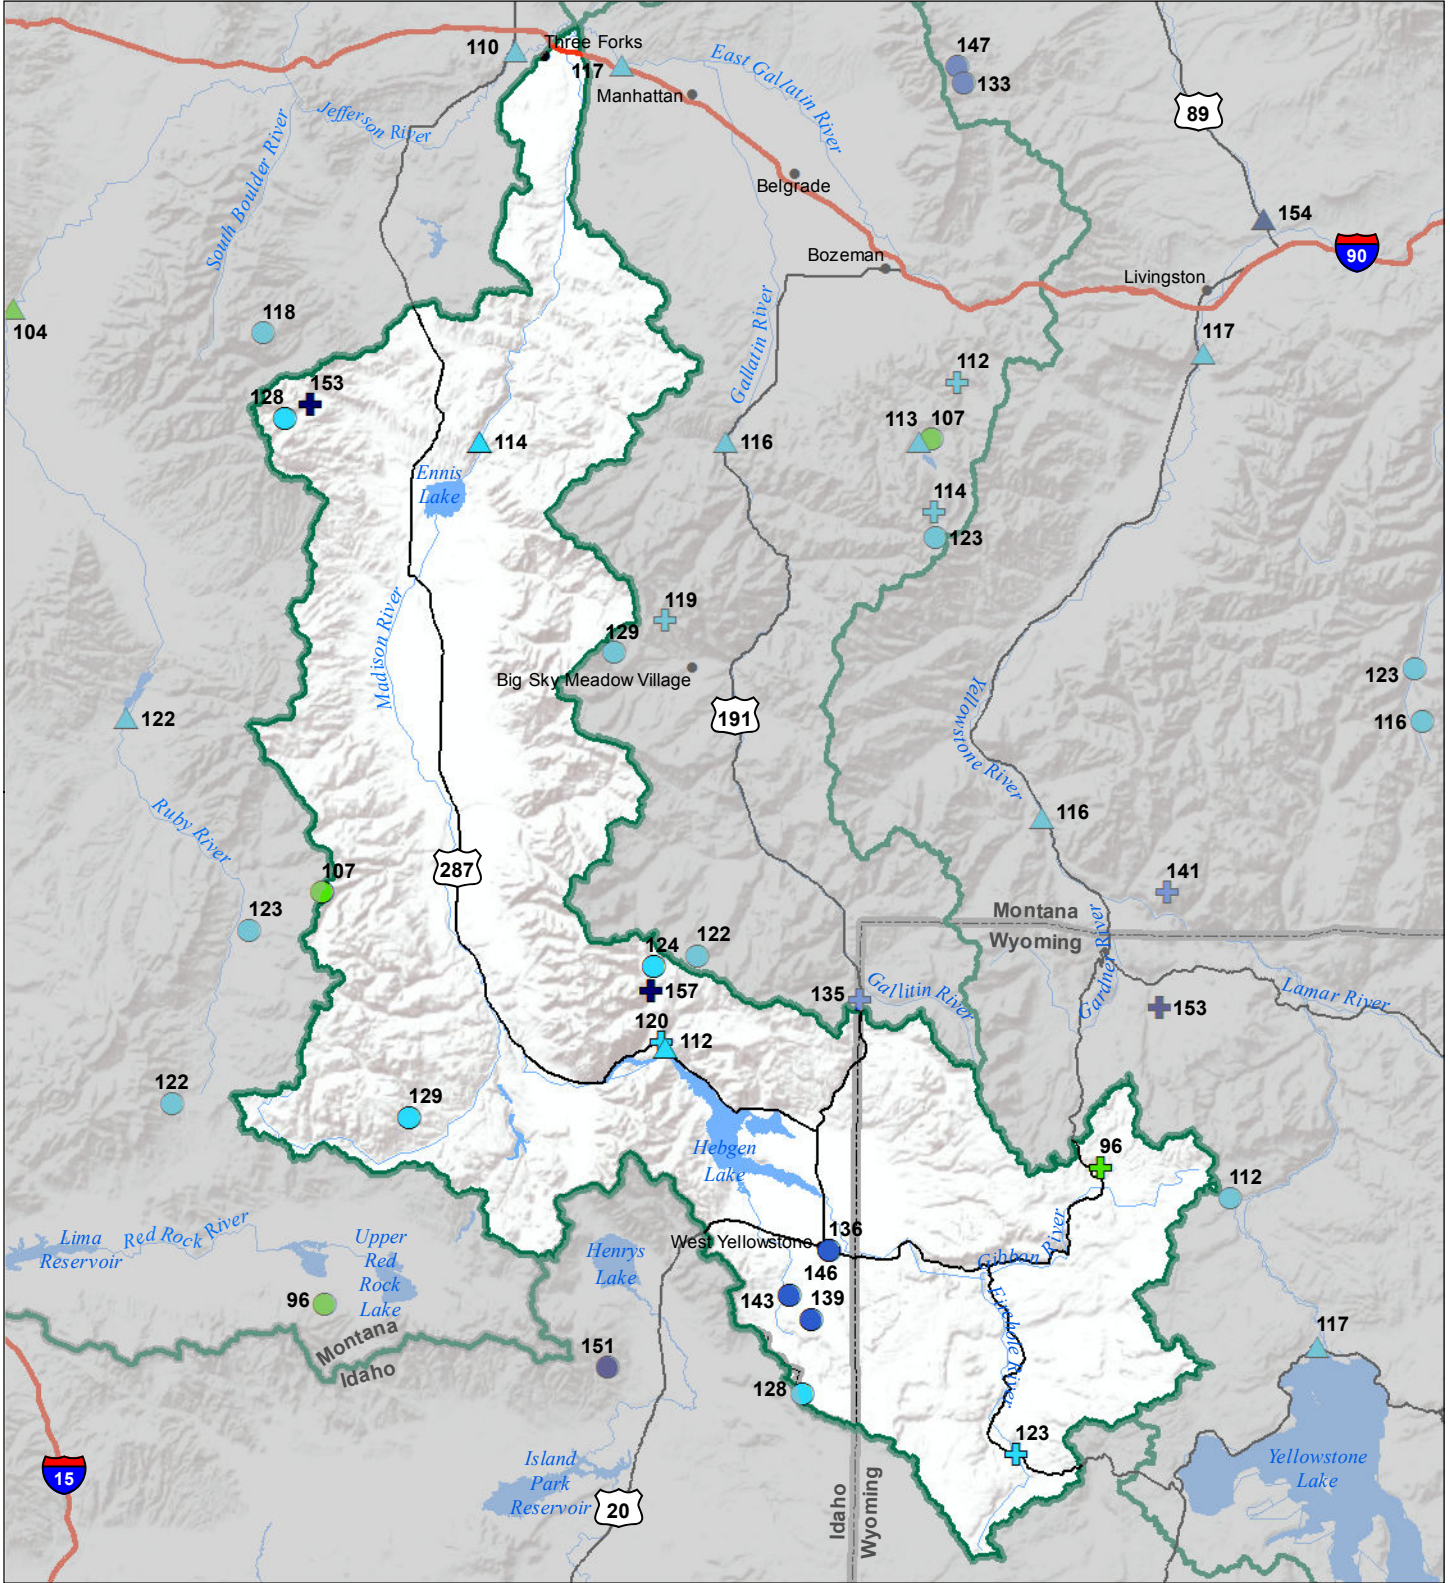 147
110
Three Forks
117
East Gallatin River
133
Manhattan
89
Jefferson River
South Boulder River
Belgrade
154
Bozeman
90
Livingston
104
118
Gallatin River
117
153
128
112
114
116
113
107
Ennis
Lake
114
123
Madison River
119
129
Big Sky Meadow Village
123
191
116
122
Yellowstone River
Ruby River
116
287
107
141
123
Montana
Wyoming
124
122
157
135
Gallitin River
Gardner River
Lamar River
153
120
112
122
129
Hebgen
Lake
96
112
Lima
Reservoir
Red Rock River
Upper
Red
Rock
Lake
Henrys
Lake
West Yellowstone
136
Gibbon River
96
143
146
139
Firehole River
Montana
Idaho
151
117
128
123
15
Island
Park
Reservoir
20
Idaho
Wyoming
Yellowstone
Lake